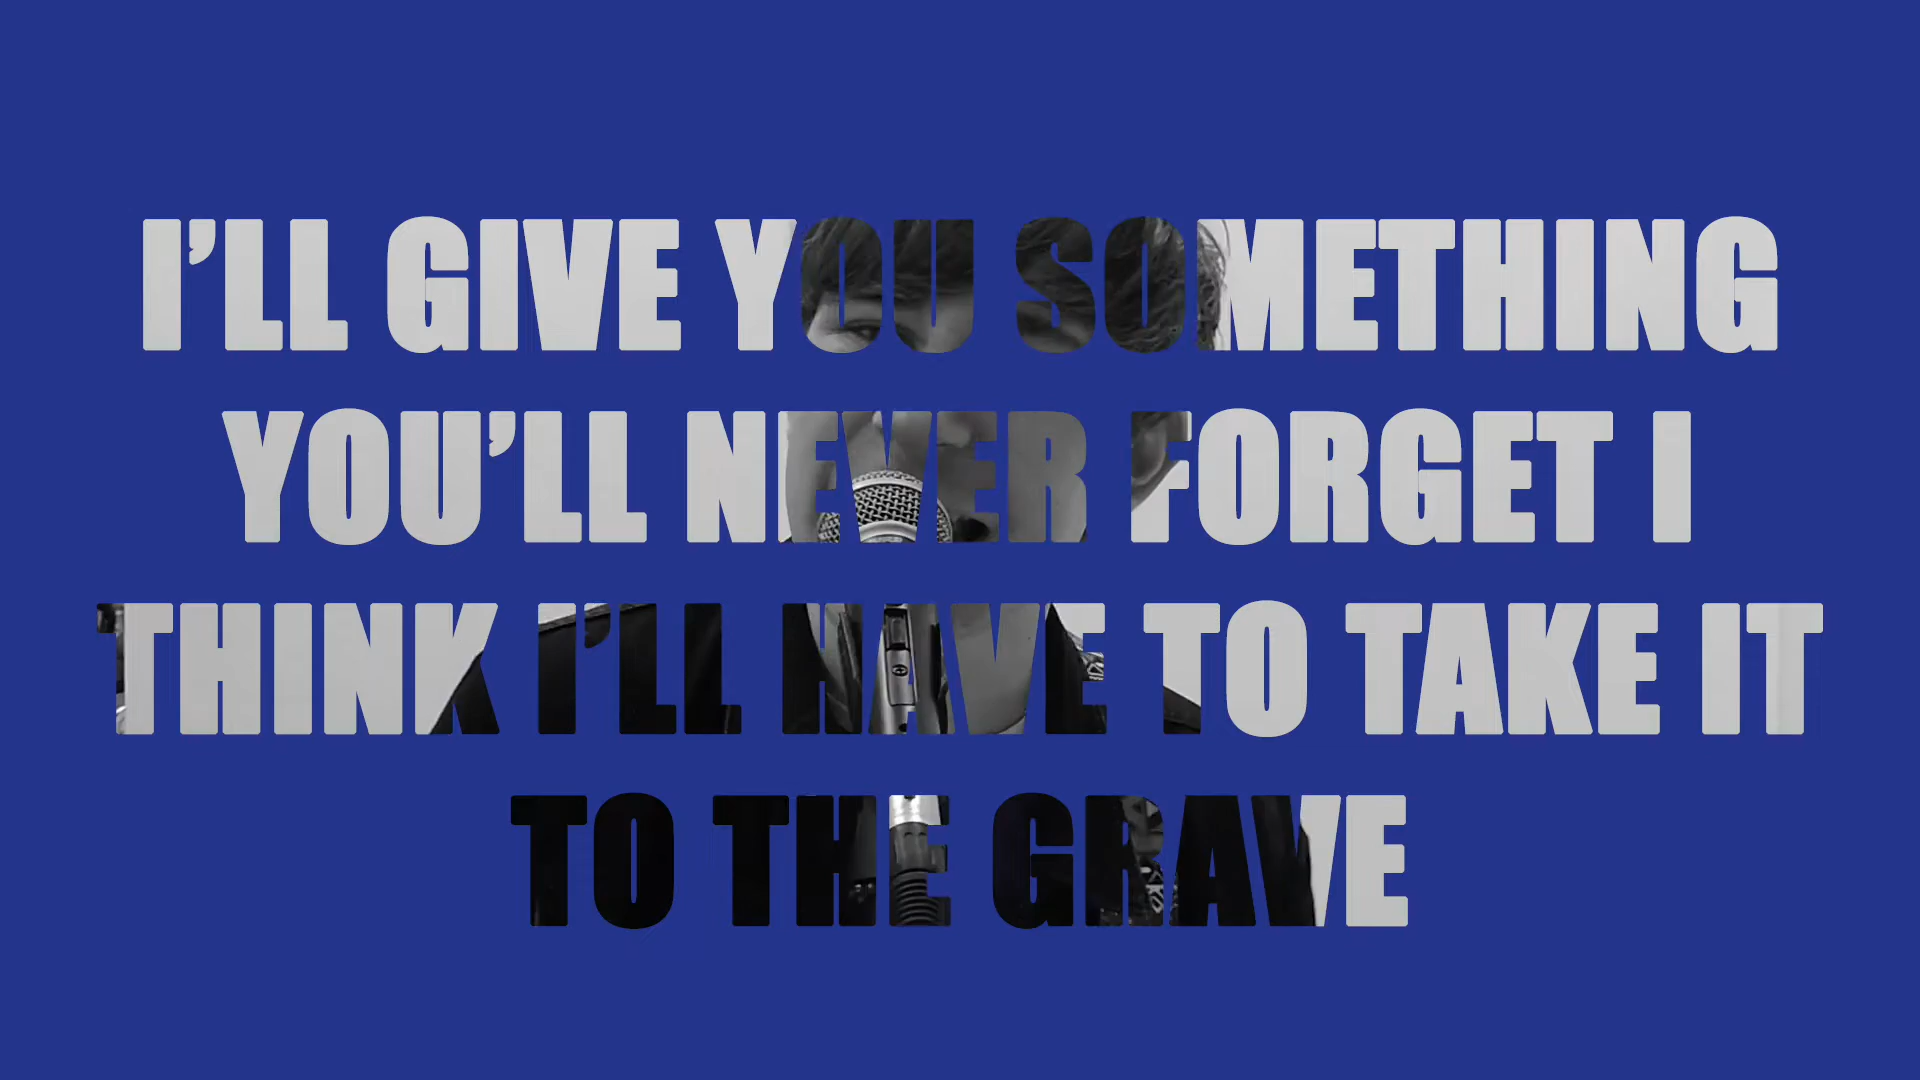 I’LL GIVE YOU SOMETHING
YOU’LL NEVER FORGET I
THINK I’LL HAVE TO TAKE IT
TO THE GRAVE